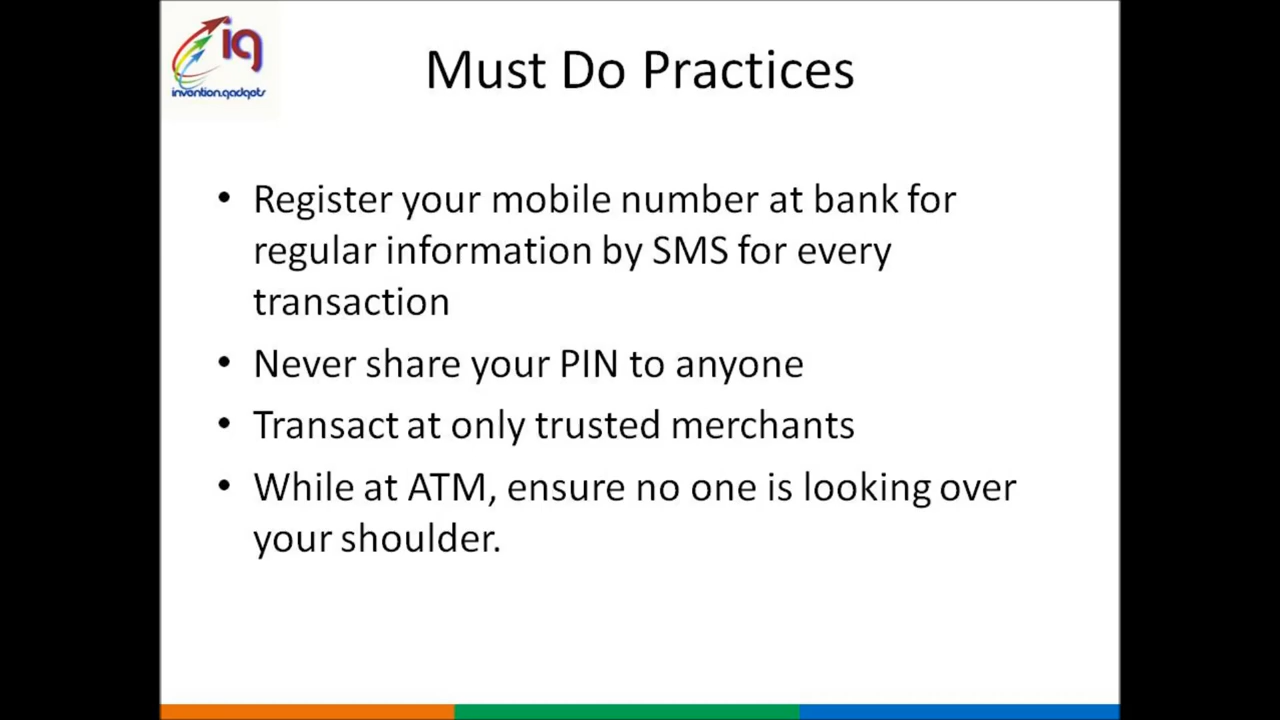 iq
invention.gadgets
Must Do Practices
• Register your mobile number at bank for
regular information by SMS for every
transaction
• Never share your PIN to anyone
• Transact at only trusted merchants
• While at ATM, ensure no one is looking over
your shoulder.